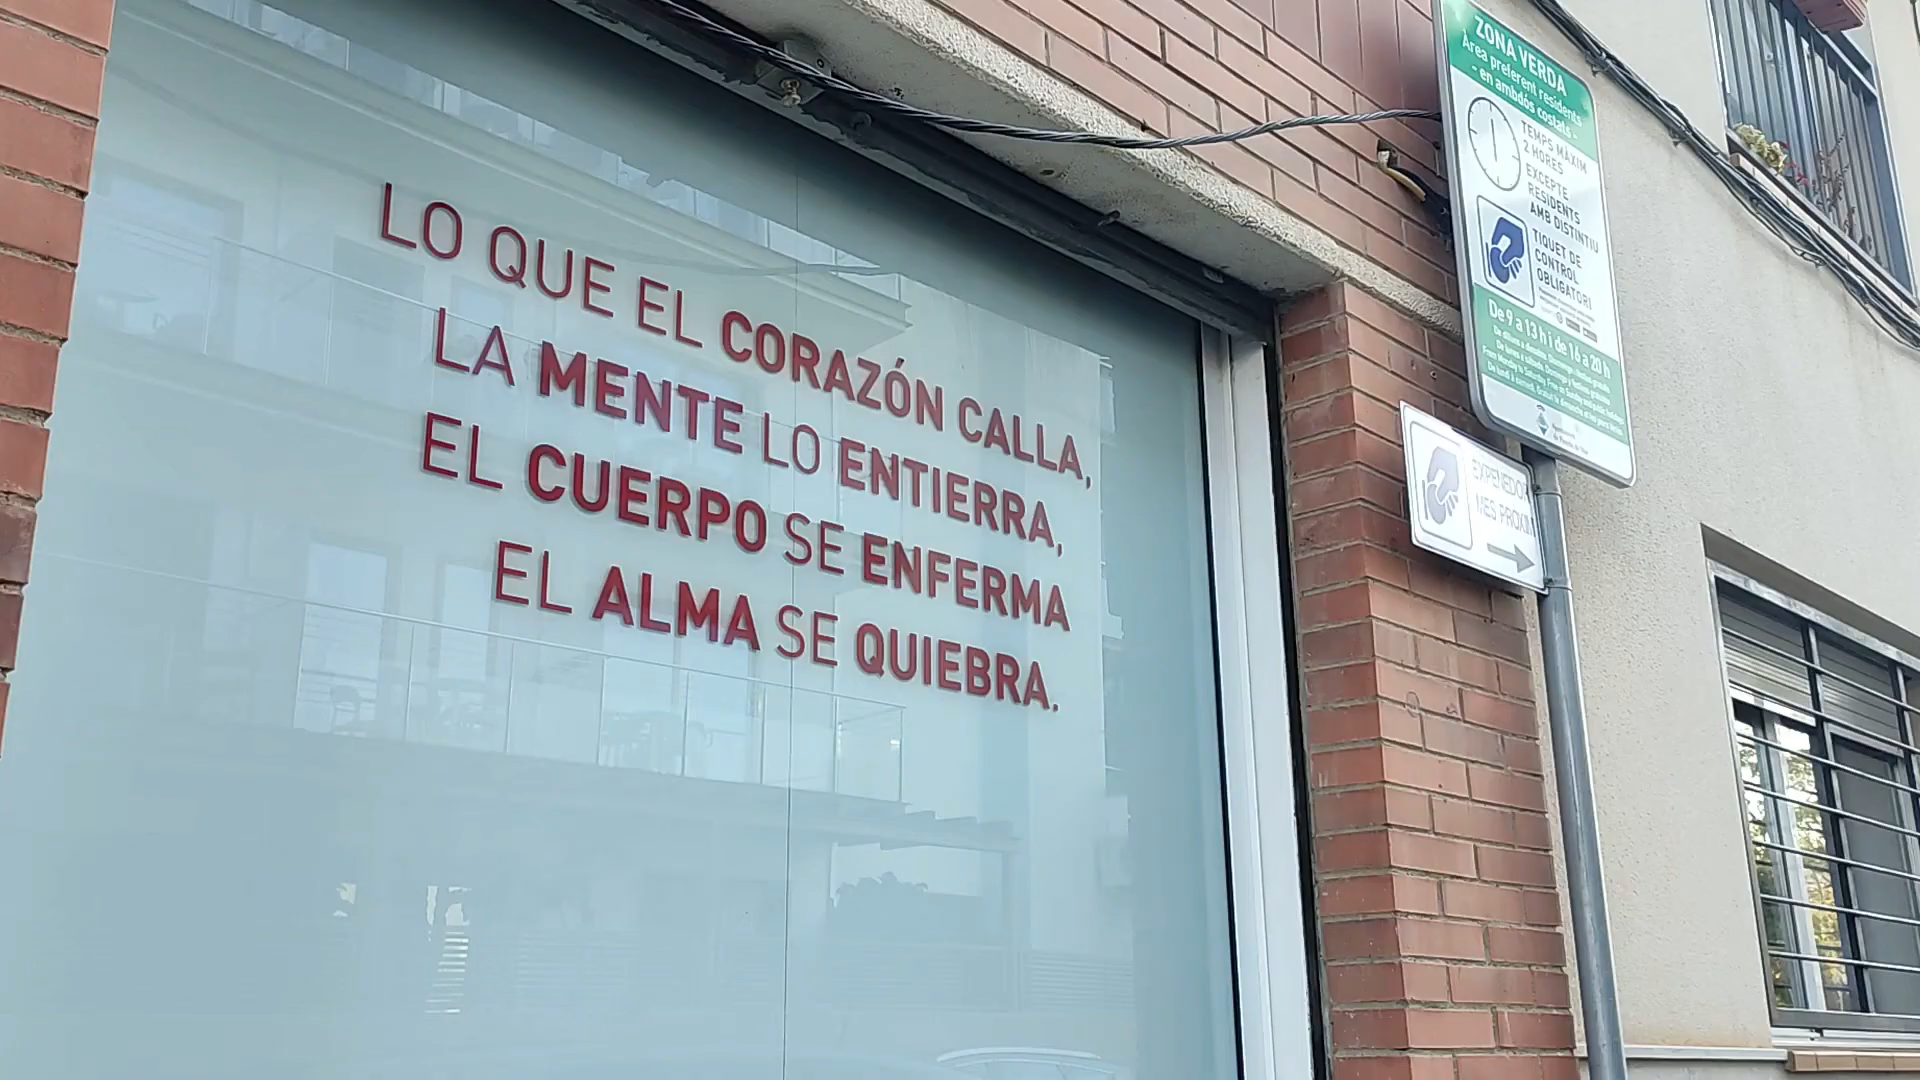 LO QUE EL CORAZÓN CALLA,
LA MENTE LO ENTIERRA,
EL CUERPO SE ENFERMA
EL ALMA SE QUIEBRA.
ZONA VERDA
Àrea preferent residents
- en ambdós costats -
TEMPS MÀXIM
2 HORES
EXCEPTE
RESIDENTS
AMB DISTINTIU
TIQUET DE
CONTROL
OBLIGATORI
De 9 a 13 h i de 16 a 20 h
EXPENEDOR
MES PROXIM